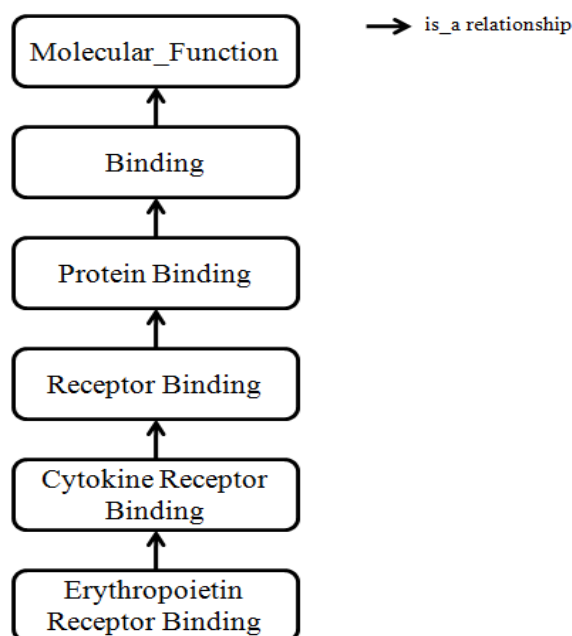 Molecular_Function
is_a relationship
Binding
Protein Binding
Receptor Binding
Cytokine Receptor
Binding
Erythropoietin
Receptor Binding